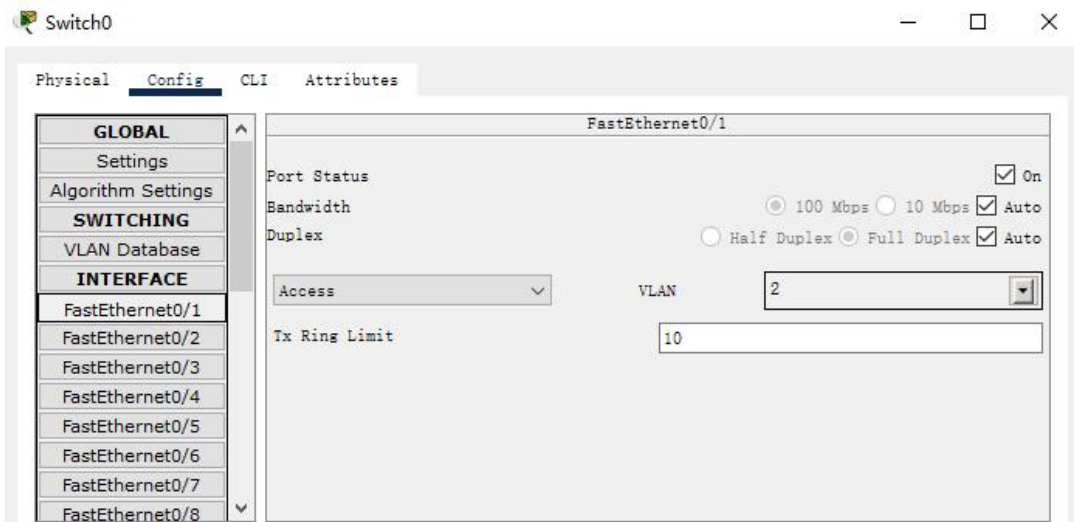 Switch0
Physical Config CLI Attributes
GLOBAL
Settings
Algorithm Settings
SWITCHING
VLAN Database
INTERFACE
FastEthernet0/1
FastEthernet0/2
FastEthernet0/3
FastEthernet0/4
FastEthernet0/5
FastEthernet0/6
FastEthernet0/7
FastEthernet0/8
FastEthernet0/1
Port Status On
Bandwidth 100 Mbps 10 Mbps Auto
Duplex Half Duplex Full Duplex Auto
Access VLAN 2
Tx Ring Limit 10